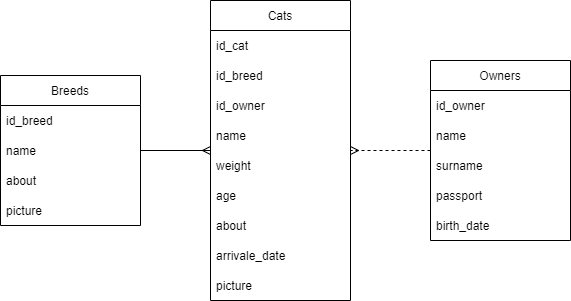 Breeds
id_breed
name
about
picture
Cats
id_cat
id_breed
id_owner
name
weight
age
about
arrivale_date
picture
Owners
id_owner
name
surname
passport
birth_date